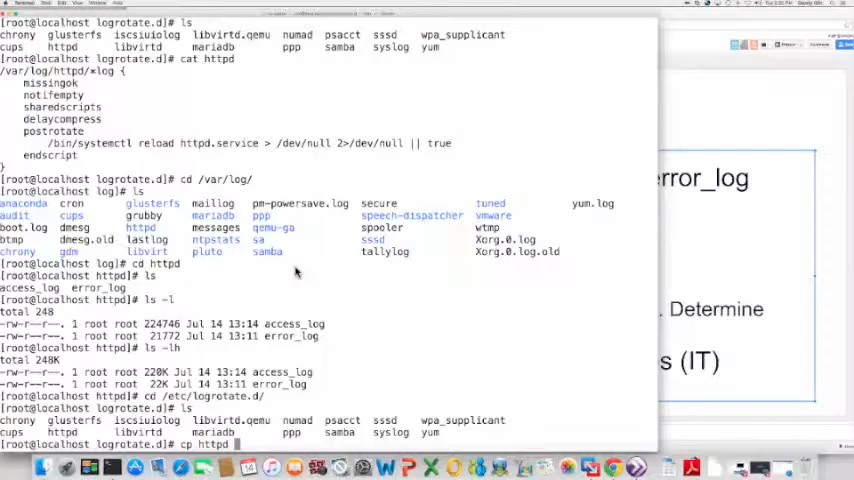 [root@localhost logrotate.d]# ls
chrony glusterfs iscsiuiolog libvirtd.qemu numad psacct sssd wpa_supplicant
cups httpd libvirtd mariadb ppp samba syslog yum
[root@localhost logrotate.d]# cat httpd
/var/log/httpd/*log {
missingok
notifempty
sharedscripts
delaycompress
postrotate
/bin/systemctl reload httpd.service > /dev/null 2>/dev/null || true
endscript
}
[root@localhost logrotate.d]# cd /var/log/
[root@localhost log]# ls
anaconda cron glusterfs maillog pm-powersave.log secure tuned yum.log
audit cups grubby mariadb ppp speech-dispatcher vmware
boot.log dmesg httpd messages qemu-ga spooler wtmp
btmp dmesg.old lastlog ntpstats sa sssd Xorg.0.log
chrony gdm libvirt pluto samba tallylog Xorg.0.log.old
[root@localhost log]# cd httpd
[root@localhost httpd]# ls
access_log error_log
[root@localhost httpd]# ls -l
total 248
-rw-r--r--. 1 root root 224746 Jul 14 13:14 access_log
-rw-r--r--. 1 root root 21772 Jul 14 13:11 error_log
[root@localhost httpd]# ls -lh
total 248K
-rw-r--r--. 1 root root 220K Jul 14 13:14 access_log
-rw-r--r--. 1 root root 22K Jul 14 13:11 error_log
[root@localhost httpd]# cd /etc/logrotate.d/
[root@localhost logrotate.d]# ls
chrony glusterfs iscsiuiolog libvirtd.qemu numad psacct sssd wpa_supplicant
cups httpd libvirtd mariadb ppp samba syslog yum
[root@localhost logrotate.d]# cp httpd
rror_log
. Determine
s (IT)